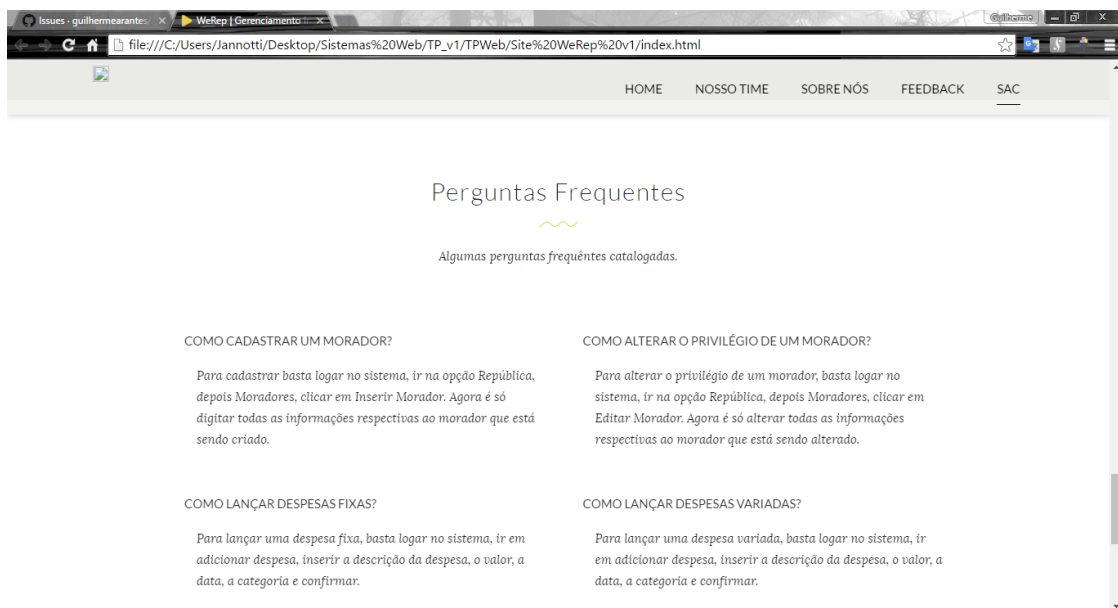 Issues · guilhermearantes
WeRep | Gerenciamento
Guilherme
file:///C:/Users/Jannotti/Desktop/Sistemas%20Web/TP_v1/TPWeb/Site%20WeRep%20v1/index.html
HOME NOSSO TIME SOBRE NÓS FEEDBACK SAC
Perguntas Frequentes
Algumas perguntas frequêntes catalogadas.
COMO CADASTRAR UM MORADOR?
Para cadastrar basta logar no sistema, ir na opção República,
depois Moradores, clicar em Inserir Morador. Agora é só
digitar todas as informações respectivas ao morador que está
sendo criado.
COMO ALTERAR O PRIVILÉGIO DE UM MORADOR?
Para alterar o privilégio de um morador, basta logar no
sistema, ir na opção República, depois Moradores, clicar em
Editar Morador. Agora é só alterar todas as informações
respectivas ao morador que está sendo alterado.
COMO LANÇAR DESPESAS FIXAS?
Para lançar uma despesa fixa, basta logar no sistema, ir em
adicionar despesa, inserir a descrição da despesa, o valor, a
data, a categoria e confirmar.
COMO LANÇAR DESPESAS VARIADAS?
Para lançar uma despesa variada, basta logar no sistema, ir
em adicionar despesa, inserir a descrição da despesa, o valor, a
data, a categoria e confirmar.